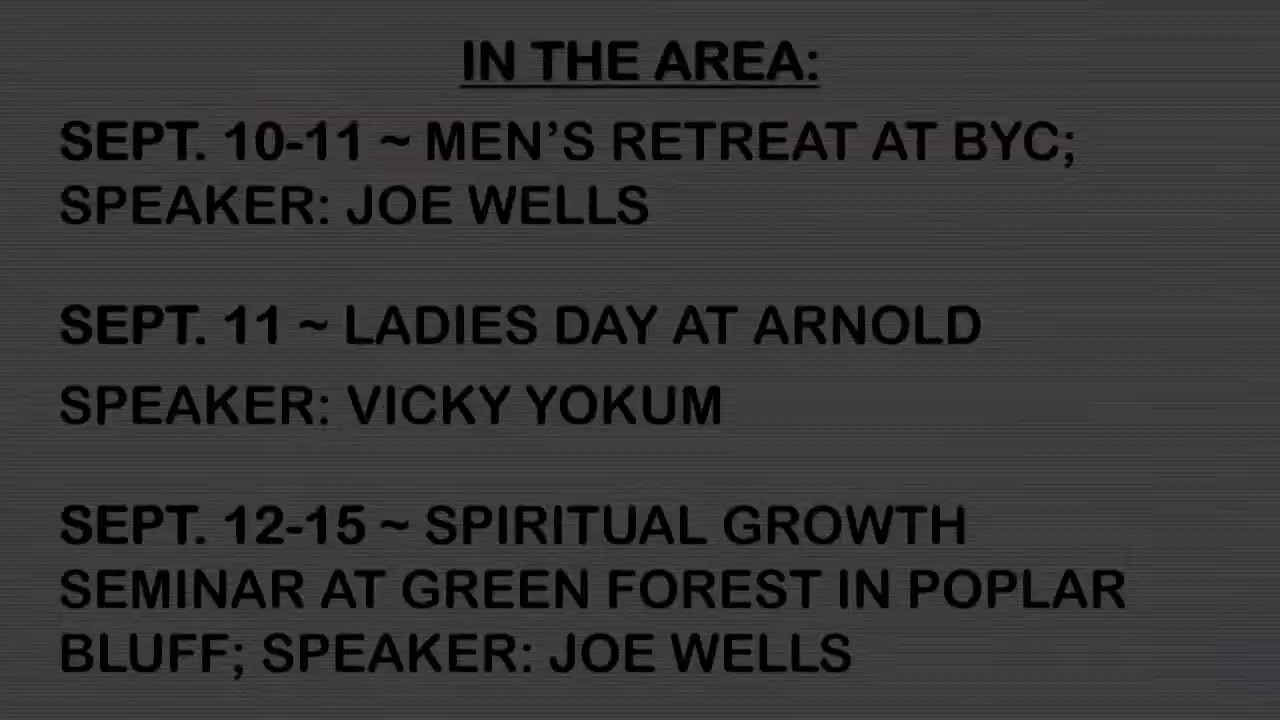 IN THE AREA:
SEPT. 10-11 ~ MEN’S RETREAT AT BYC;
SPEAKER: JOE WELLS
SEPT. 11 ~ LADIES DAY AT ARNOLD
SPEAKER: VICKY YOKUM
SEPT. 12-15 ~ SPIRITUAL GROWTH
SEMINAR AT GREEN FOREST IN POPLAR
BLUFF; SPEAKER: JOE WELLS